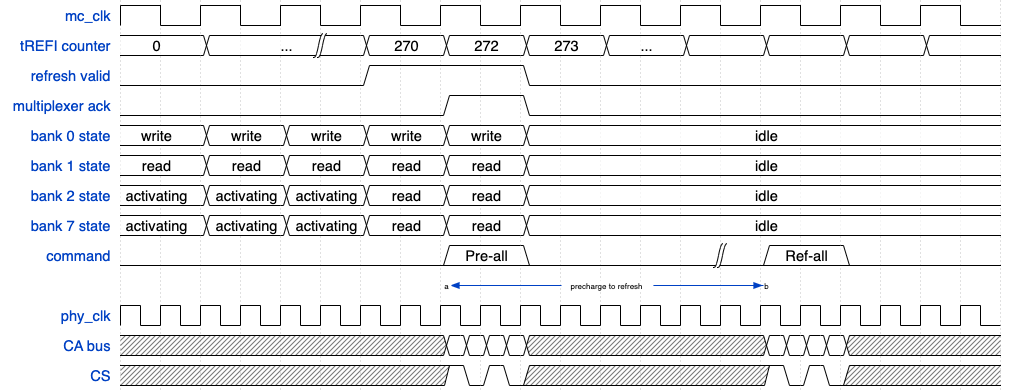 mc_clk
tREFI counter 0 ... 270 272 273 ...
refresh valid
multiplexer ack
bank 0 state write write write write write idle
bank 1 state read read read read read idle
bank 2 state activating activating activating read read idle
bank 7 state activating activating activating read read idle
command Pre-all Ref-all
a precharge to refresh b
phy_clk
CA bus
CS